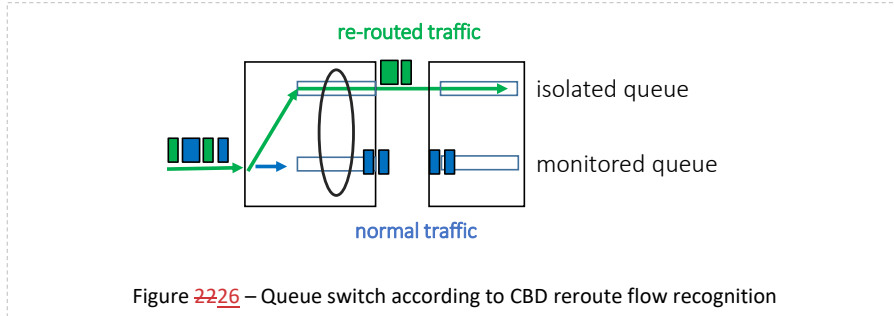 re-routed traffic
isolated queue
monitored queue
normal traffic
Figure 2226 – Queue switch according to CBD reroute flow recognition